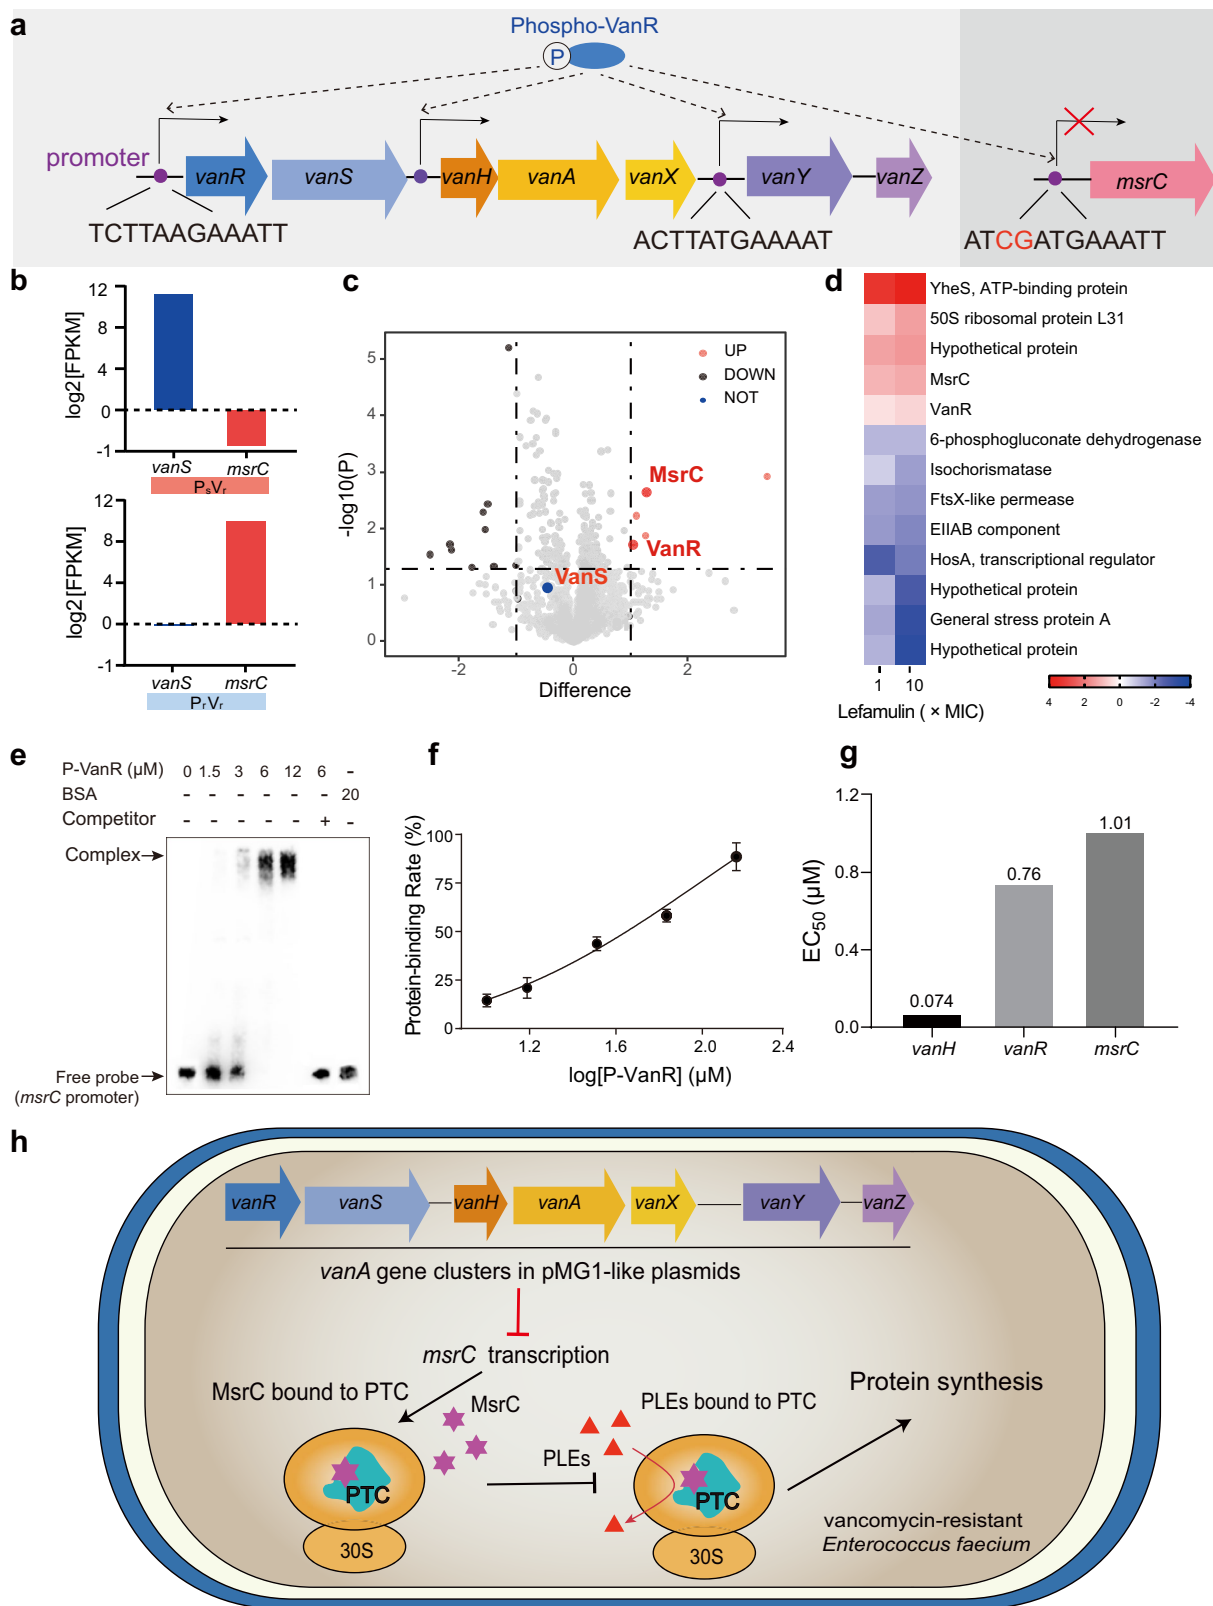 a
Phospho-VanR
P
promoter
vanR
vanS
vanH
vanA
vanX
vanY
vanZ
msrC
TCTTAAGAAATT
ACTTATGAAAAT
ATCGATGAAATT
b
log2[FPKM]
12
8
4
0
-1
vanS
msrC
PsVr
log2[FPKM]
12
8
4
0
-1
vanS
msrC
PrVr
c
-log10(P)
5
4
3
2
1
0
UP
DOWN
NOT
MsrC
VanR
VanS
-2
0
2
Difference
d
YheS, ATP-binding protein
50S ribosomal protein L31
Hypothetical protein
MsrC
VanR
6-phosphogluconate dehydrogenase
Isochorismatase
FtsX-like permease
EIIAB component
HosA, transcriptional regulator
Hypothetical protein
General stress protein A
Hypothetical protein
1 10
Lefamulin ( × MIC)
4 2 0 -2 -4
e
P-VanR (μM) 0 1.5 3 6 12 6 -
BSA - - - - - - 20
Competitor - - - - - + -
Complex
Free probe
(msrC promoter)
f
Protein-binding Rate (%)
100
75
50
25
0
1.2 1.6 2.0 2.4
log[P-VanR] (μM)
g
EC50 (μM)
1.2
0.8
0.4
0.0
0.074
0.76
1.01
vanH
vanR
msrC
h
vanR
vanS
vanH
vanA
vanX
vanY
vanZ
vanA gene clusters in pMG1-like plasmids
msrC transcription
MsrC bound to PTC
MsrC
PLEs bound to PTC
Protein synthesis
PLEs
PTC
PTC
30S
30S
vancomycin-resistant
Enterococcus faecium